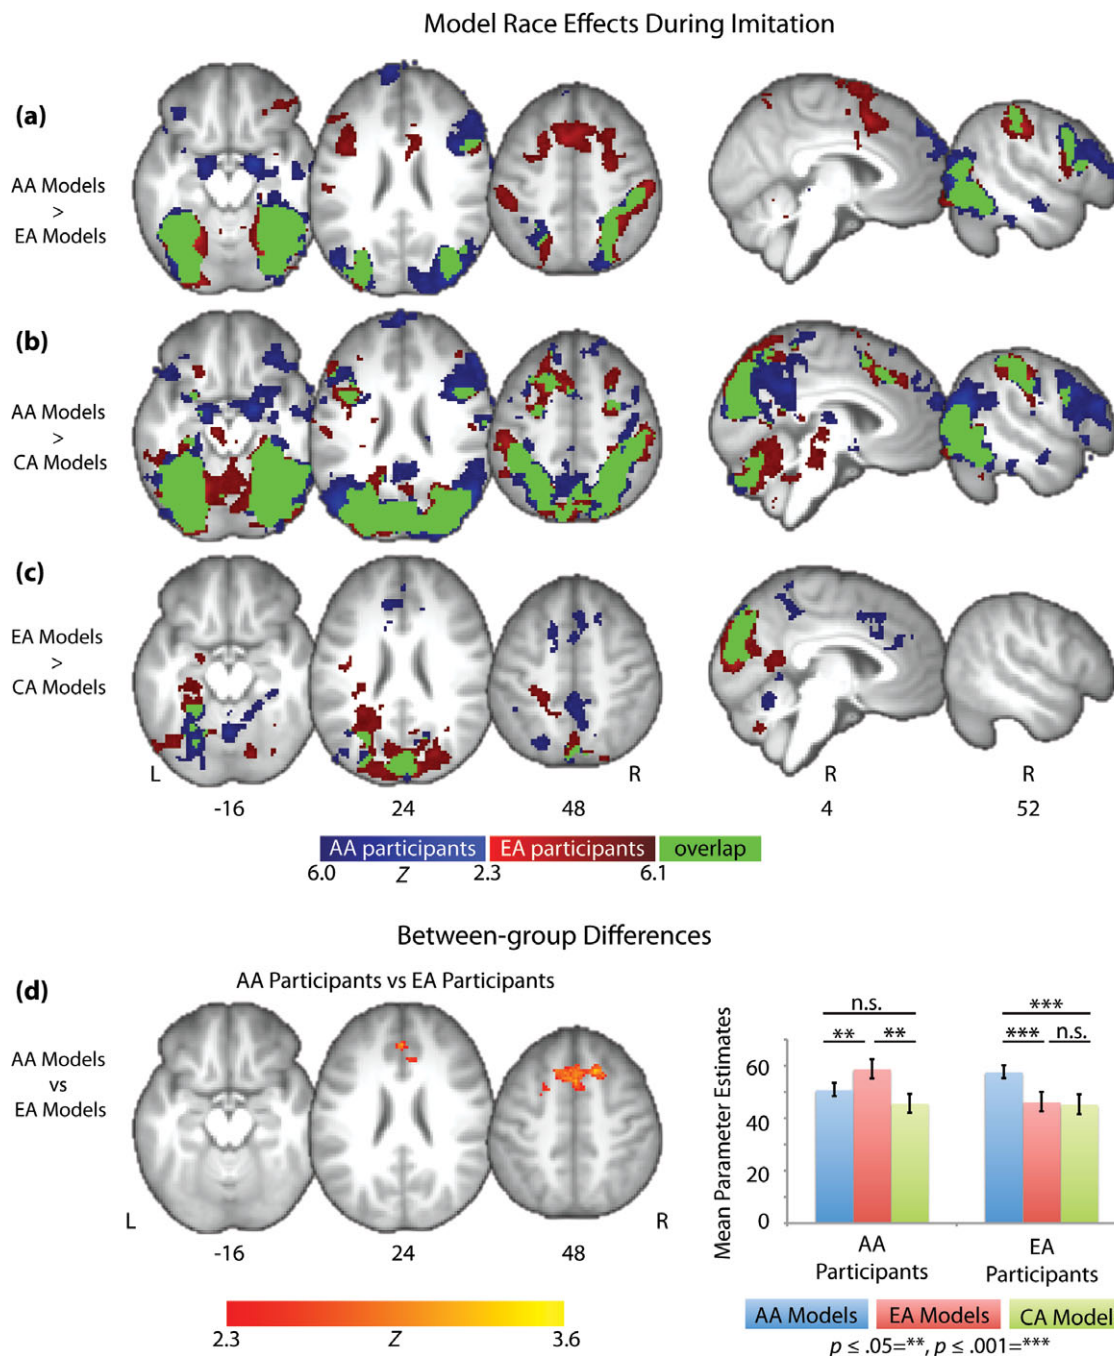 Model Race Effects During Imitation
(a)
AA Models
>
EA Models
(b)
AA Models
>
CA Models
(c)
EA Models
>
CA Models
L
R
R
R
-16
24
48
4
52
AA participants
EA participants
overlap
6.0
Z
2.3
6.1
Between-group Differences
(d)
AA Participants vs EA Participants
AA Models
vs
EA Models
L
R
-16
24
48
2.3
Z
3.6
n.s.
***
**
**
***
n.s.
Mean Parameter Estimates
60
40
20
0
AA
Participants
EA
Participants
AA Models
EA Models
CA Model
p ≤ .05=**, p ≤ .001=***